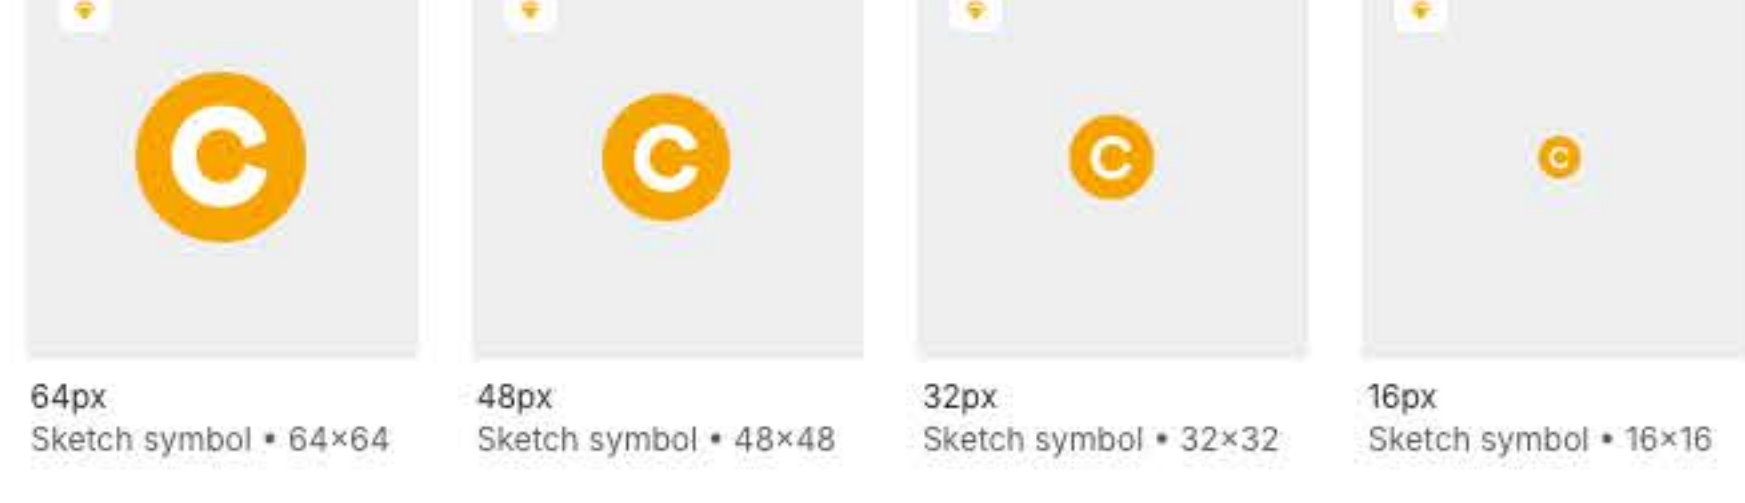 C
C
C
C
64px
Sketch symbol • 64×64
48px
Sketch symbol • 48×48
32px
Sketch symbol • 32×32
16px
Sketch symbol • 16×16